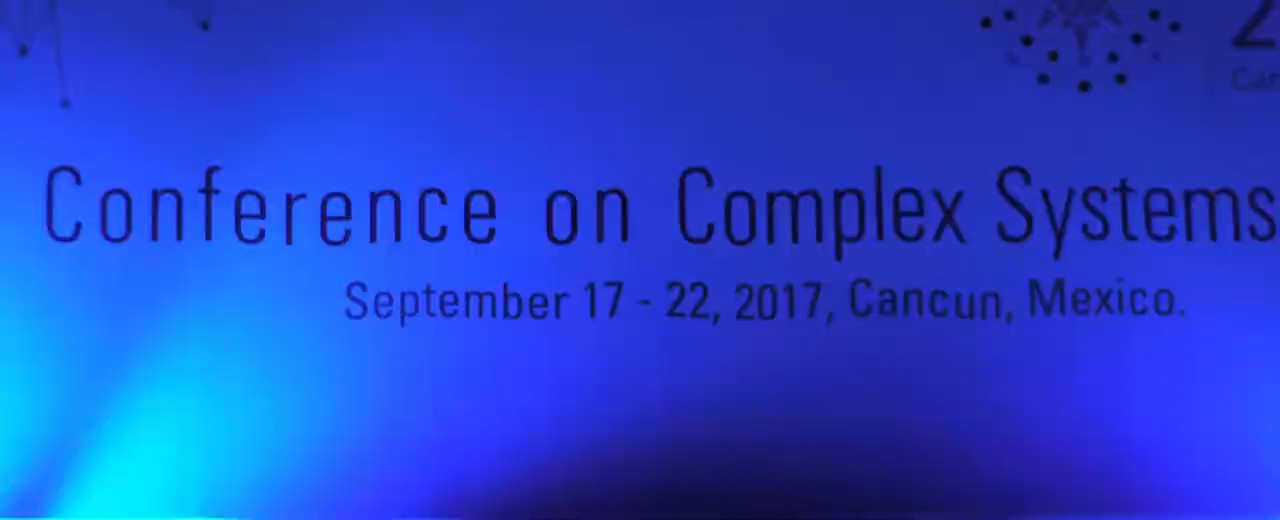 Conference on Complex Systems
September 17 - 22, 2017, Cancun, Mexico.